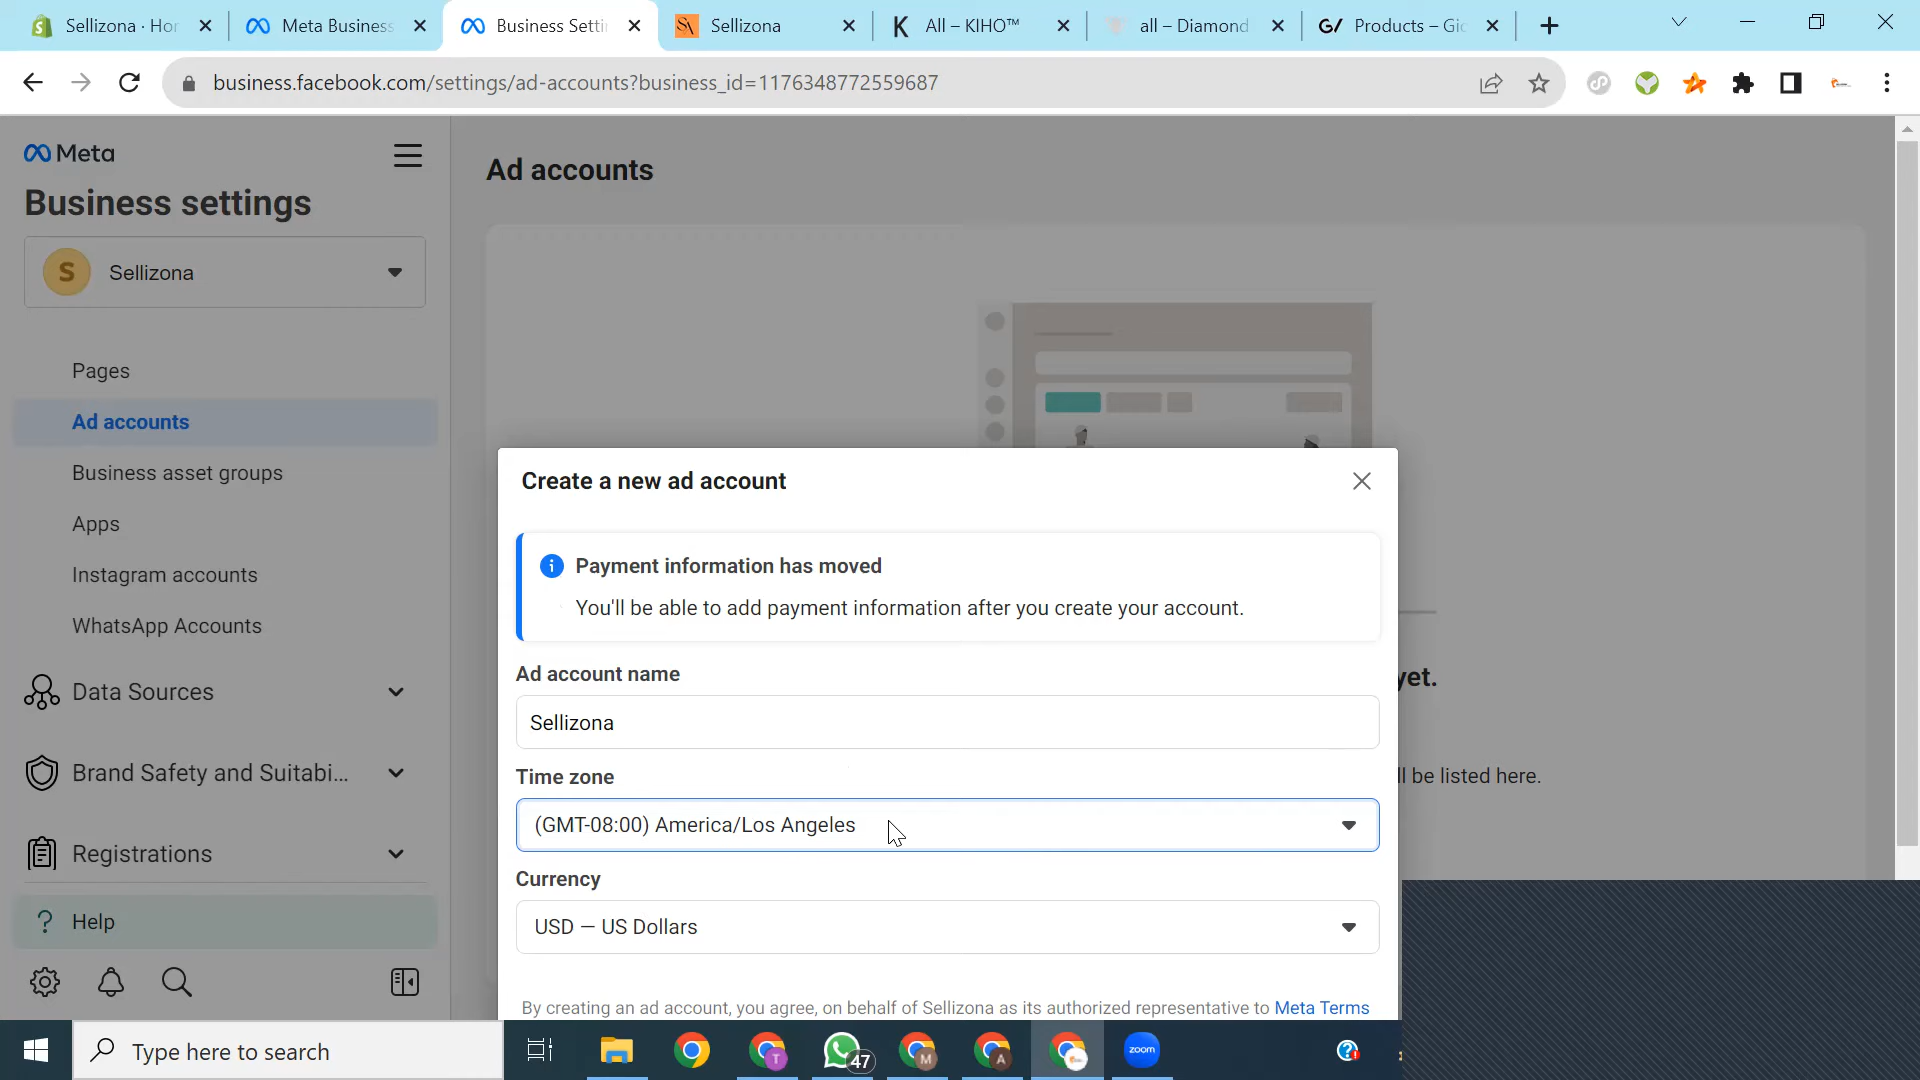 Sellizona · Hor
Meta Business
Business Setti
Sellizona
All – KIHO™
all – Diamond
Products – Gio
business.facebook.com/settings/ad-accounts?business_id=1176348772559687
Meta
Business settings
S Sellizona
Pages
Ad accounts
Business asset groups
Apps
Instagram accounts
WhatsApp Accounts
Data Sources
Brand Safety and Suitabi...
Registrations
? Help
Ad accounts
yet.
ll be listed here.
Create a new ad account
Payment information has moved
You'll be able to add payment information after you create your account.
Ad account name
Sellizona
Time zone
(GMT-08:00) America/Los Angeles
Currency
USD — US Dollars
By creating an ad account, you agree, on behalf of Sellizona as its authorized representative to Meta Terms
Type here to search
T
47
M
A
zoom